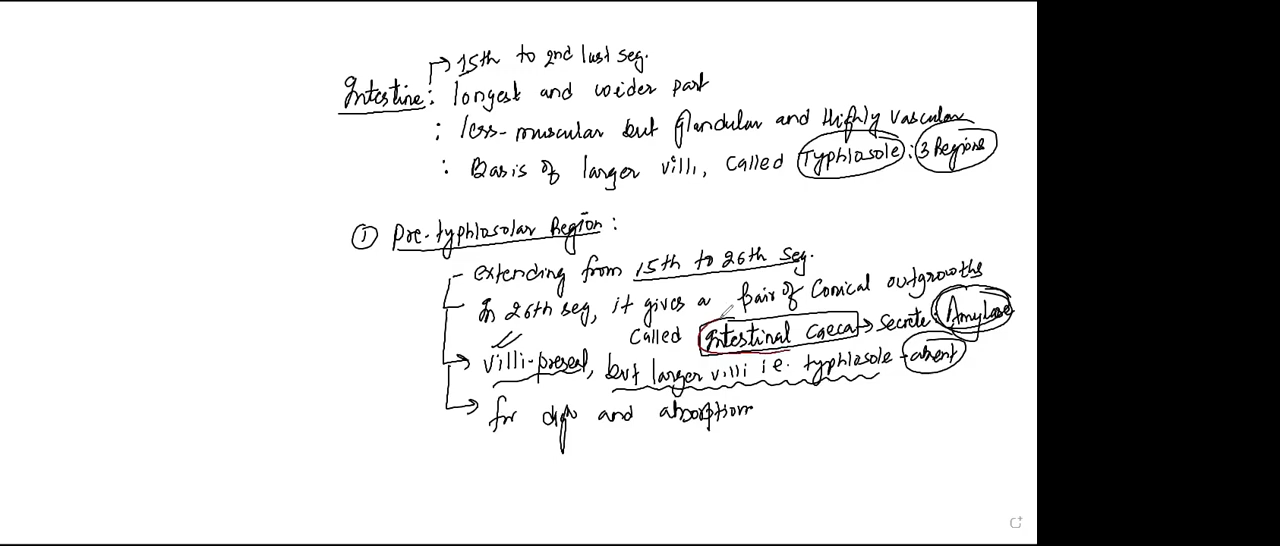 → 15th to 2nd last seg.
Intestine: longest and wider part
: less-muscular but glandular and Highly Vascular
: Basis of larger villi, called Typhlosole: 3 Regions
① Pre-typhlosolar Region:
- extending from 15th to 26th seg.
- In 26th seg, it gives a pair of Conical outgrowths
called Intestinal Caeca → Secrete: Amylase
→ villi-present, but larger villi i.e. typhlosole - absent
→ for dign and absorption